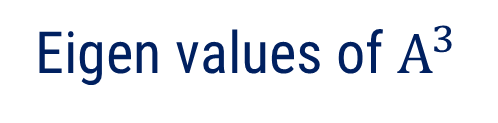 Eigen values of A³